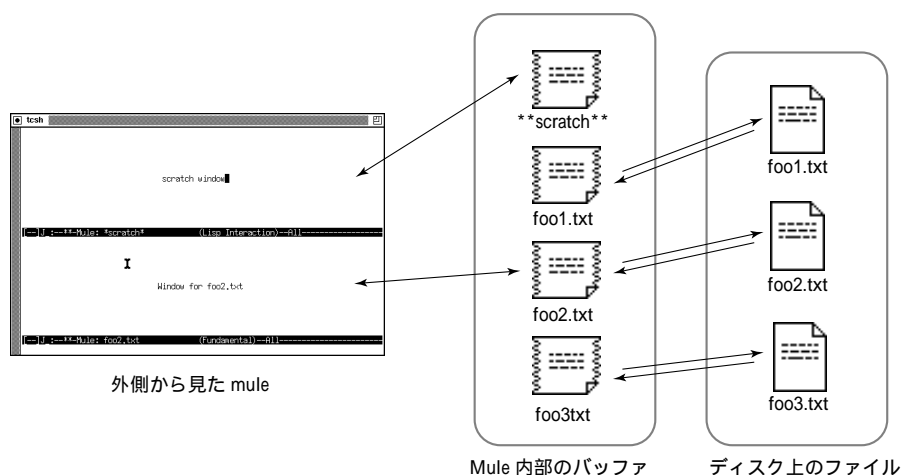 tcsh
scratch window
[--]J_:--**-Mule: *scratch* (Lisp Interaction)--All--------------------
Window for foo2.txt
[--]J_:--**-Mule: foo2.txt (Fundamental)--All--------------------
外側から見た mule
**scratch**
foo1.txt
foo2.txt
foo3txt
Mule 内部のバッファ
foo1.txt
foo2.txt
foo3.txt
ディスク上のファイル